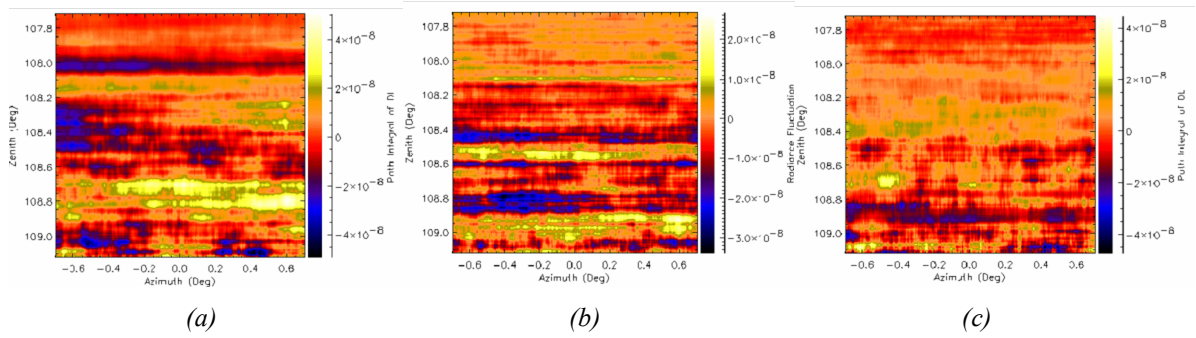 107.8
108.0
108.2
108.4
108.6
108.8
109.0
Zenith (Deg)
-0.6 -0.4 -0.2 0.0 0.2 0.4 0.6
Azimuth (Deg)
4×10⁻⁸
2×10⁻⁸
0
-2×10⁻⁸
-4×10⁻⁸
Path Integral of DL
(a)
107.8
108.0
108.2
108.4
108.6
108.8
109.0
Zenith (Deg)
-0.6 -0.4 -0.2 0.0 0.2 0.4 0.6
Azimuth (Deg)
2.0×10⁻⁸
1.0×10⁻⁸
0
-1.0×10⁻⁸
-2.0×10⁻⁸
-3.0×10⁻⁸
Radiance Fluctuation
(b)
107.8
108.0
108.2
108.4
108.6
108.8
109.0
Zenith (Deg)
-0.6 -0.4 -0.2 0.0 0.2 0.4 0.6
Azimuth (Deg)
4×10⁻⁸
2×10⁻⁸
0
-2×10⁻⁸
-4×10⁻⁸
Path Integral of DL
(c)